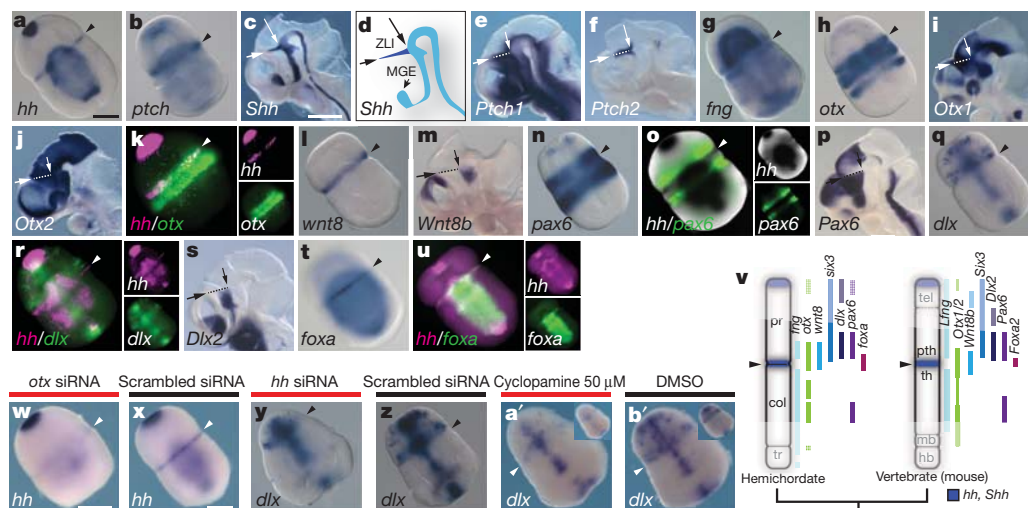 a b c d e f g h i
ZLI
MGE
hh ptch Shh Shh Ptch1 Ptch2 fng otx Otx1
j k l m n o p q
hh
otx
hh
pax6
Otx2 hh/otx wnt8 Wnt8b pax6 hh/pax6 Pax6 dlx
r s t u
hh
dlx
hh
foxa
hh/dlx Dlx2 foxa hh/foxa
v
fng otx wnt8 six3 dlx pax6 foxa
Lfng Otx1/2 Wnt8b Six3 Dlx2 Pax6 Foxa2
pr
col
tr
tel
pth
th
mb
hb
Hemichordate
Vertebrate (mouse)
hh, Shh
otx siRNA Scrambled siRNA hh siRNA Scrambled siRNA Cyclopamine 50 μM DMSO
w x y z a′ b′
hh hh dlx dlx dlx dlx